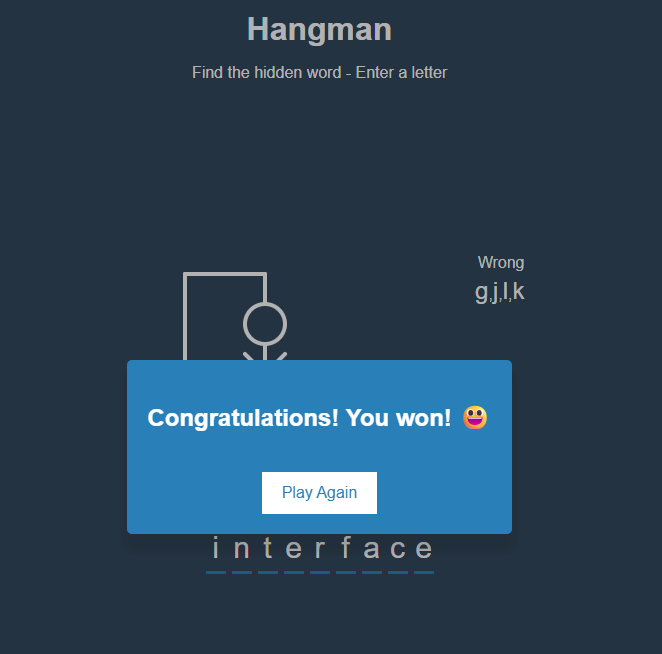 Hangman
Find the hidden word - Enter a letter
Wrong
g,j,l,k
Congratulations! You won! 😃
Play Again
i n t e r f a c e